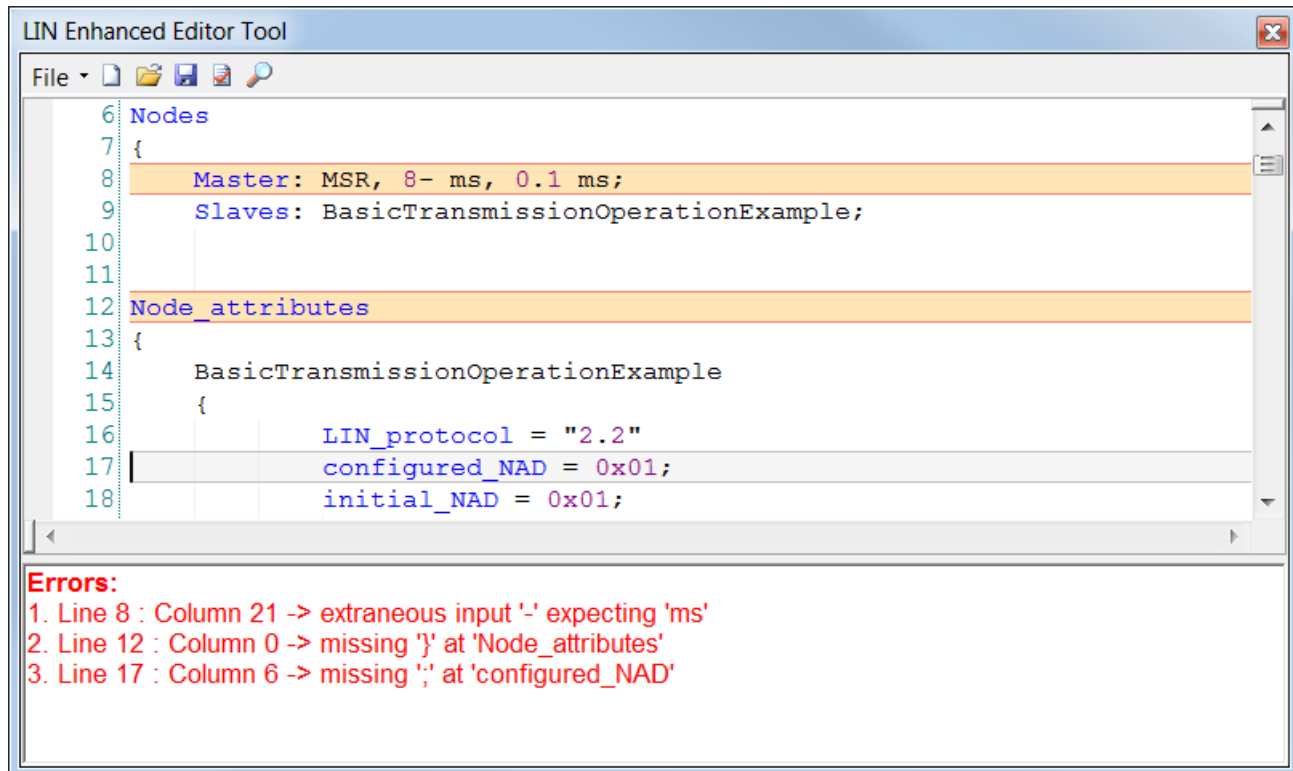 LIN Enhanced Editor Tool
File
6 Nodes
7 {
8 Master: MSR, 8- ms, 0.1 ms;
9 Slaves: BasicTransmissionOperationExample;
10
11
12 Node_attributes
13 {
14 BasicTransmissionOperationExample
15 {
16 LIN_protocol = "2.2"
17 configured_NAD = 0x01;
18 initial_NAD = 0x01;
Errors:
1. Line 8 : Column 21 -> extraneous input '-' expecting 'ms'
2. Line 12 : Column 0 -> missing '}' at 'Node_attributes'
3. Line 17 : Column 6 -> missing ';' at 'configured_NAD'